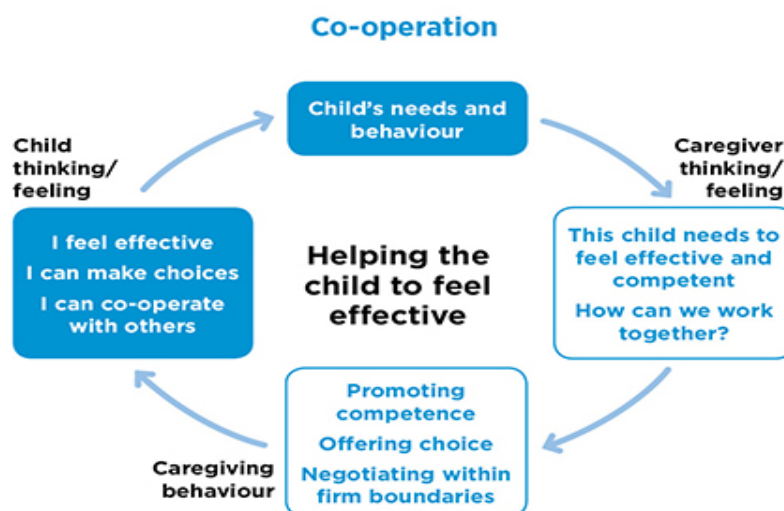 Co-operation
Child's needs and
behaviour
Child
thinking/
feeling
Caregiver
thinking/
feeling
I feel effective
I can make choices
I can co-operate
with others
Helping the
child to feel
effective
This child needs to
feel effective and
competent
How can we work
together?
Promoting
competence
Offering choice
Negotiating within
firm boundaries
Caregiving
behaviour